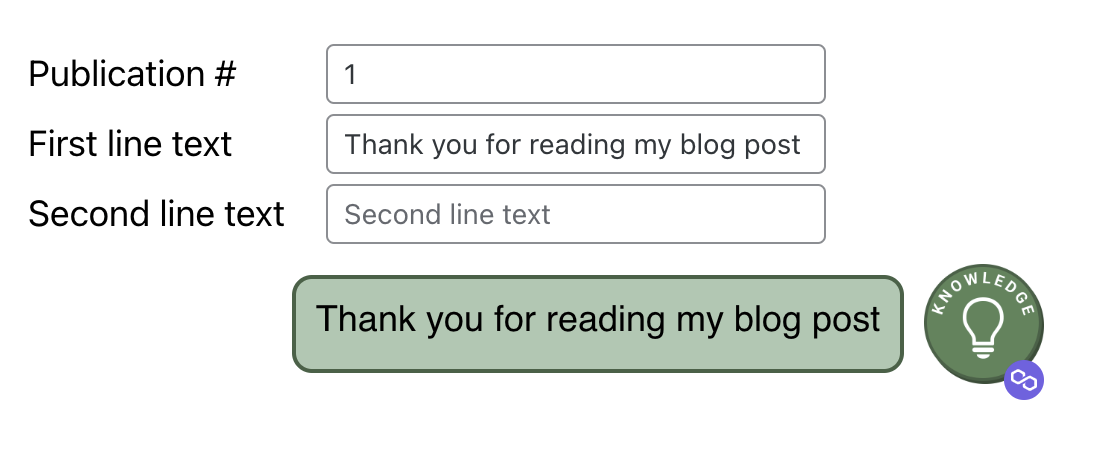 Publication #
1
First line text
Thank you for reading my blog post
Second line text
Second line text
Thank you for reading my blog post
KNOWLEDGE